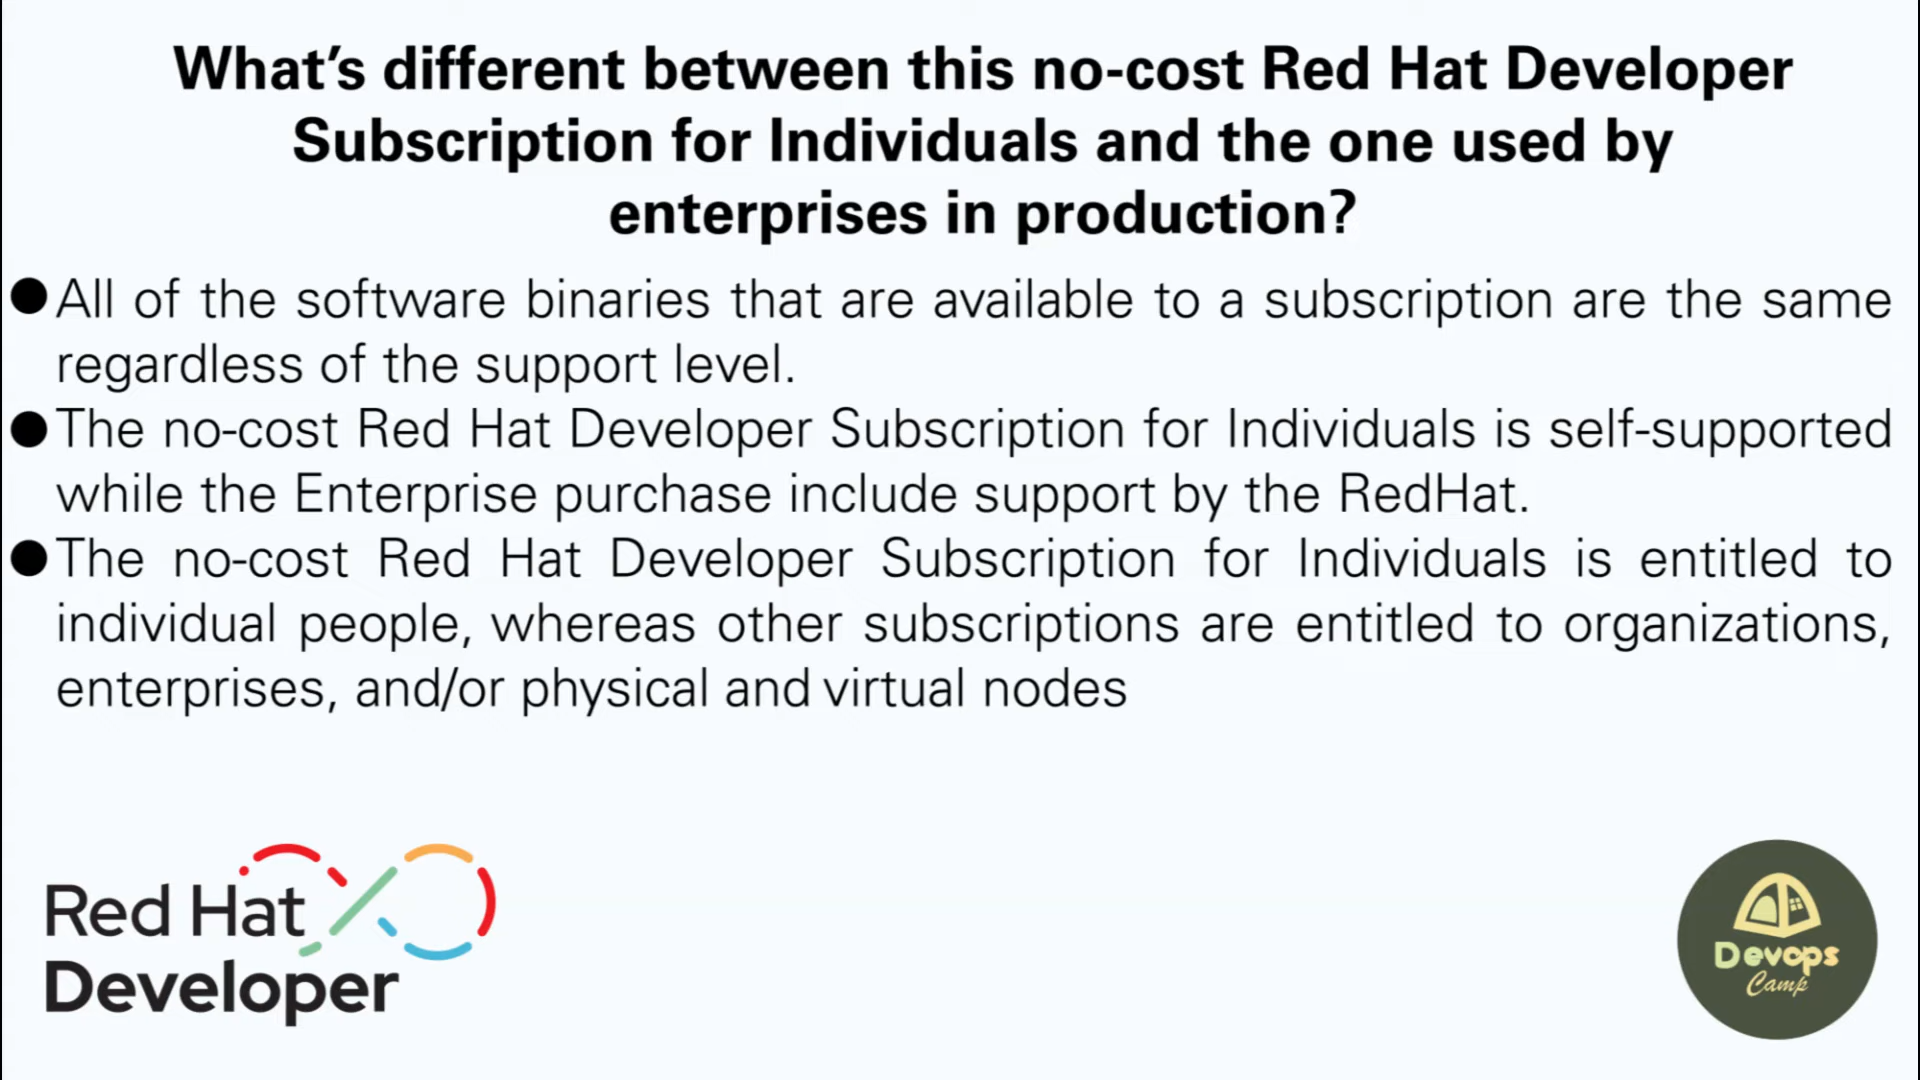 What's different between this no-cost Red Hat Developer
Subscription for Individuals and the one used by
enterprises in production?
●All of the software binaries that are available to a subscription are the same
regardless of the support level.
●The no-cost Red Hat Developer Subscription for Individuals is self-supported
while the Enterprise purchase include support by the RedHat.
●The no-cost Red Hat Developer Subscription for Individuals is entitled to
individual people, whereas other subscriptions are entitled to organizations,
enterprises, and/or physical and virtual nodes
Red Hat
Developer
Devops
Camp